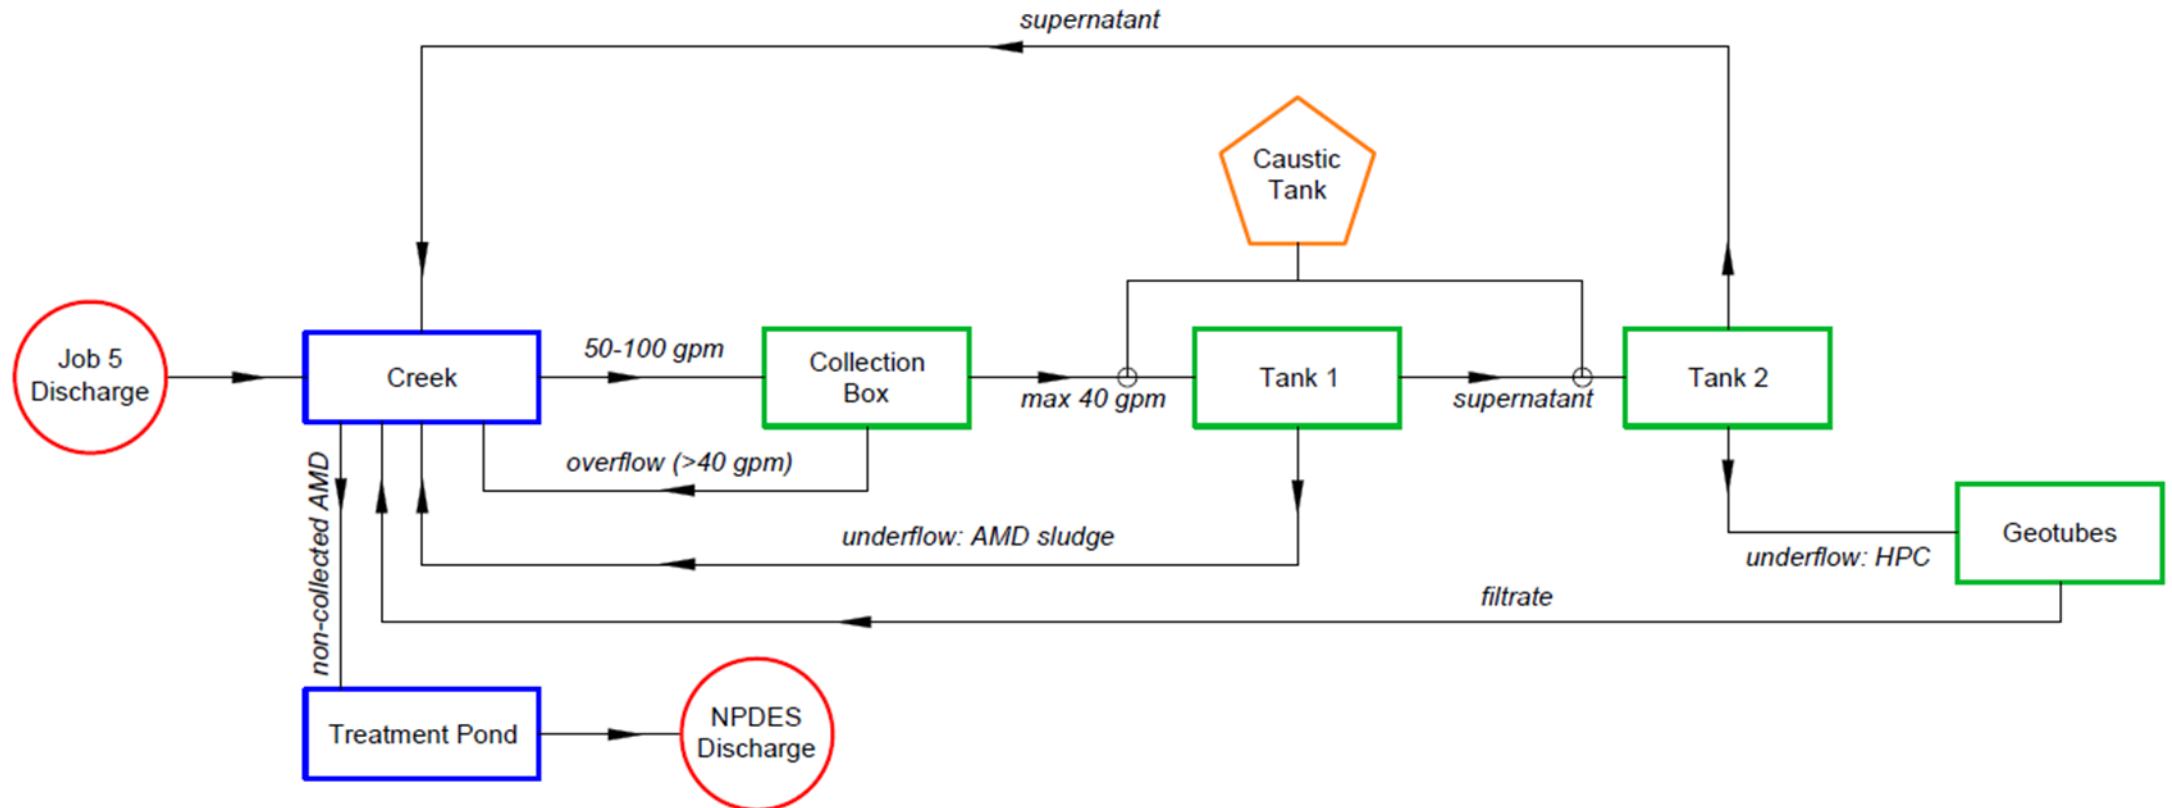 supernatant
Caustic
Tank
Job 5
Discharge
Creek
50-100 gpm
Collection
Box
max 40 gpm
Tank 1
supernatant
Tank 2
overflow (>40 gpm)
non-collected AMD
underflow: AMD sludge
Geotubes
underflow: HPC
filtrate
Treatment Pond
NPDES
Discharge